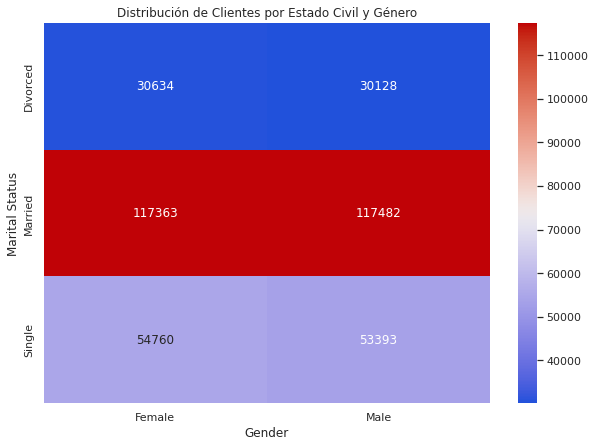 Distribución de Clientes por Estado Civil y Género
Divorced
30634 30128
Married
117363 117482
Single
54760 53393
Marital Status
Female Male
Gender
110000
100000
90000
80000
70000
60000
50000
40000